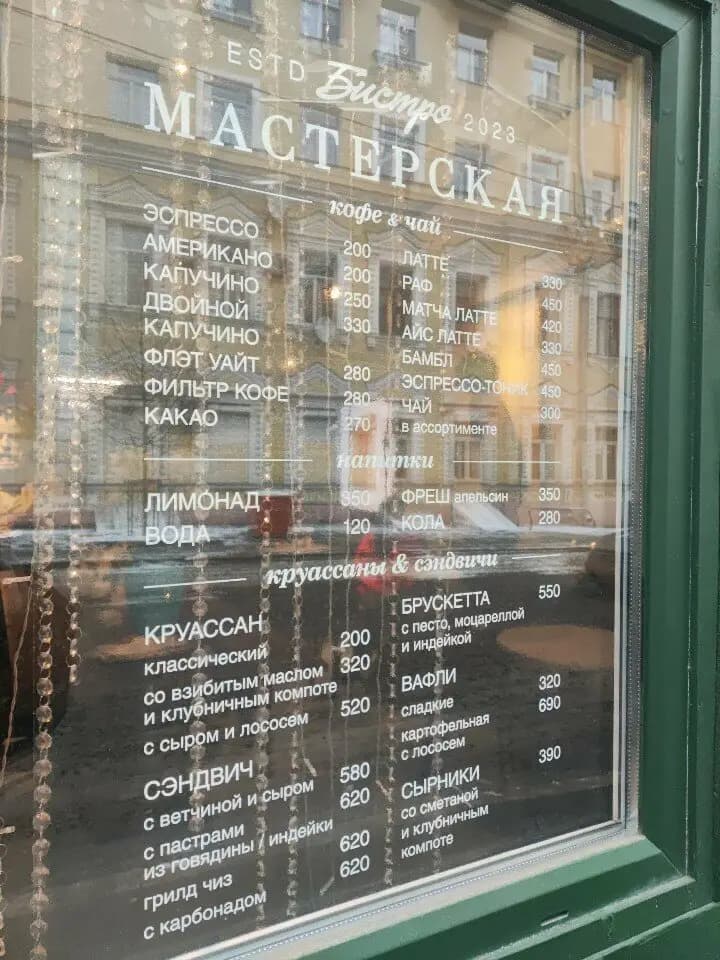 ESTD Бистро 2023
МАСТЕРСКАЯ
кофе & чай
ЭСПРЕССО 200
АМЕРИКАНО 200
КАПУЧИНО 250
ДВОЙНОЙ 330
КАПУЧИНО
ФЛЭТ УАЙТ 280
ФИЛЬТР КОФЕ 280
КАКАО 270
ЛАТТЕ 330
РАФ 450
МАТЧА ЛАТТЕ 420
АЙС ЛАТТЕ 330
БАМБЛ 450
ЭСПРЕССО-ТОНИК 450
ЧАЙ 300
в ассортименте
напитки
ЛИМОНАД 350
ВОДА 120
ФРЕШ апельсин 350
КОЛА 280
круассаны & сэндвичи
КРУАССАН
классический 200
со взбитым маслом 320
и клубничным компоте
с сыром и лососем 520
СЭНДВИЧ
с ветчиной и сыром 580
с пастрами 620
из говядины / индейки
грилд чиз 620
с карбонадом 620
БРУСКЕТТА 550
с песто, моцареллой
и индейкой
ВАФЛИ
сладкие 320
картофельная 690
с лососем
СЫРНИКИ 390
со сметаной
и клубничным
компоте